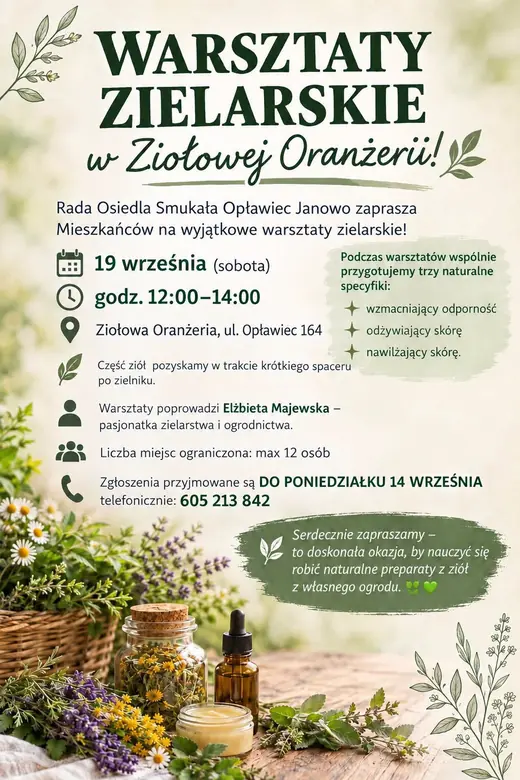 WARSZTATY
ZIELARSKIE
w Ziołowej Oranżerii!
Rada Osiedla Smukała Opławiec Janowo zaprasza
Mieszkańców na wyjątkowe warsztaty zielarskie!
19 września (sobota)
godz. 12:00–14:00
Ziołowa Oranżeria, ul. Opławiec 164
Podczas warsztatów wspólnie
przygotujemy trzy naturalne
specyfiki:
wzmacniający odporność
odżywiający skórę
nawilżający skórę.
Część ziół pozyskamy w trakcie krótkiego spaceru
po zielniku.
Warsztaty poprowadzi Elżbieta Majewska –
pasjonatka zielarstwa i ogrodnictwa.
Liczba miejsc ograniczona: max 12 osób
Zgłoszenia przyjmowane są DO PONIEDZIAŁKU 14 WRZEŚNIA
telefonicznie: 605 213 842
Serdecznie zapraszamy –
to doskonała okazja, by nauczyć się
robić naturalne preparaty z ziół
z własnego ogrodu. 🌿💚